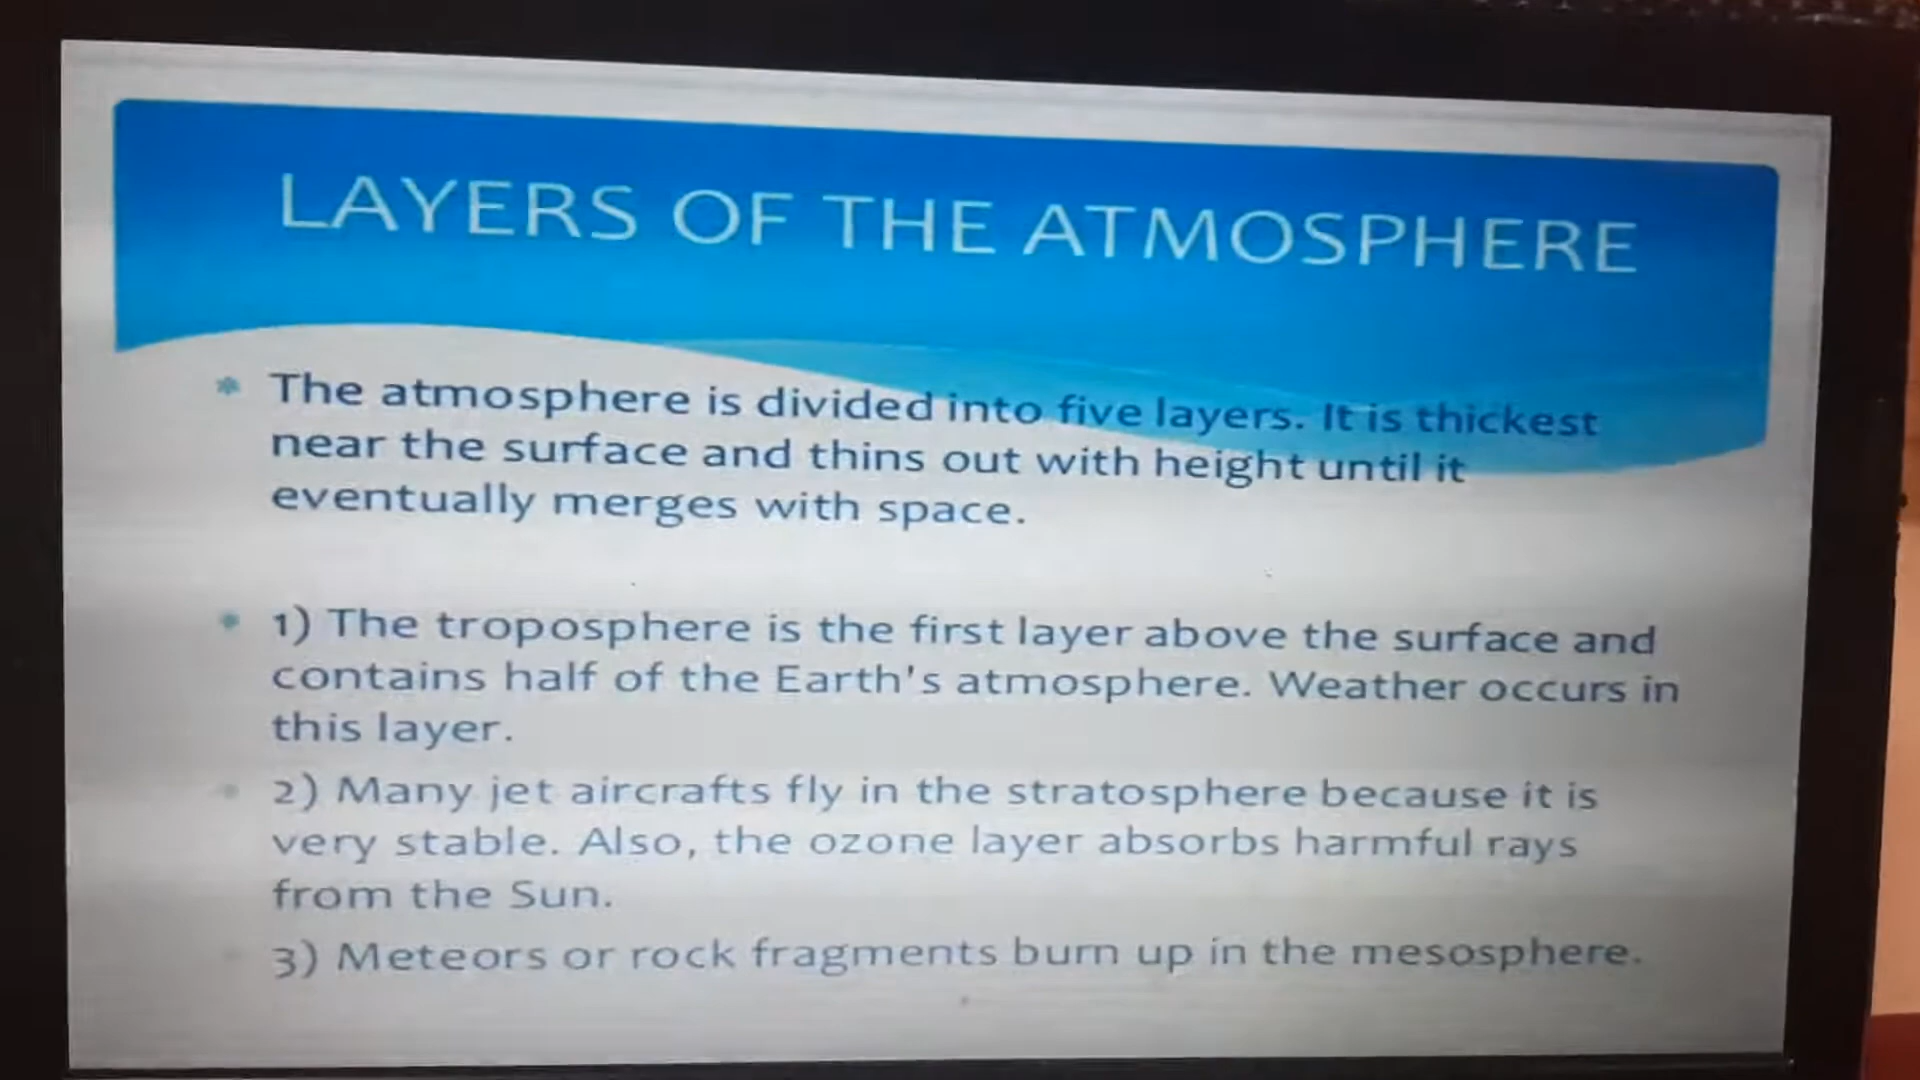 LAYERS OF THE ATMOSPHERE
* The atmosphere is divided into five layers. It is thickest
near the surface and thins out with height until it
eventually merges with space.
• 1) The troposphere is the first layer above the surface and
contains half of the Earth's atmosphere. Weather occurs in
this layer.
• 2) Many jet aircrafts fly in the stratosphere because it is
very stable. Also, the ozone layer absorbs harmful rays
from the Sun.
• 3) Meteors or rock fragments burn up in the mesosphere.